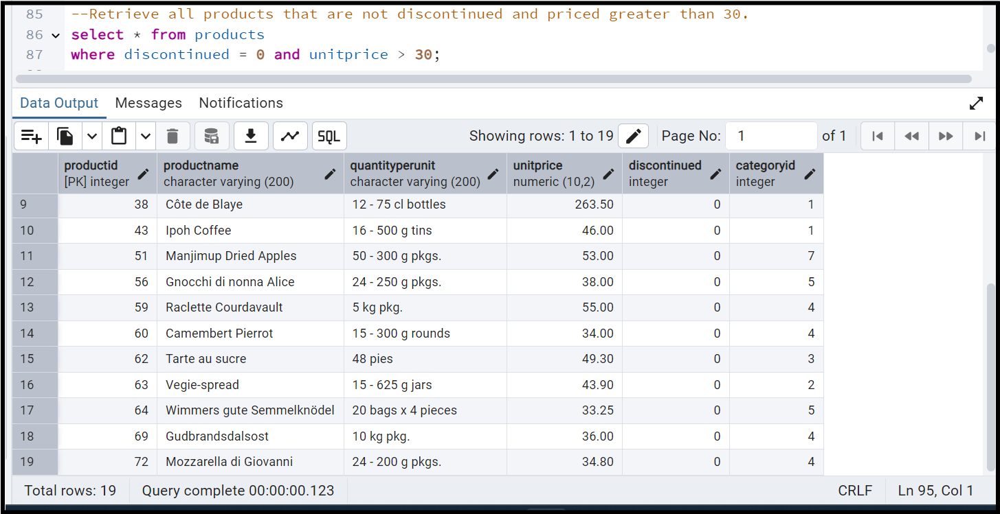 85 --Retrieve all products that are not discontinued and priced greater than 30.
86 select * from products
87 where discontinued = 0 and unitprice > 30;
Data Output Messages Notifications
SQL Showing rows: 1 to 19 Page No: 1 of 1
productid productname quantityperunit unitprice discontinued categoryid
[PK] integer character varying (200) character varying (200) numeric (10,2) integer integer
9 38 Côte de Blaye 12 - 75 cl bottles 263.50 0 1
10 43 Ipoh Coffee 16 - 500 g tins 46.00 0 1
11 51 Manjimup Dried Apples 50 - 300 g pkgs. 53.00 0 7
12 56 Gnocchi di nonna Alice 24 - 250 g pkgs. 38.00 0 5
13 59 Raclette Courdavault 5 kg pkg. 55.00 0 4
14 60 Camembert Pierrot 15 - 300 g rounds 34.00 0 4
15 62 Tarte au sucre 48 pies 49.30 0 3
16 63 Vegie-spread 15 - 625 g jars 43.90 0 2
17 64 Wimmers gute Semmelknödel 20 bags x 4 pieces 33.25 0 5
18 69 Gudbrandsdalsost 10 kg pkg. 36.00 0 4
19 72 Mozzarella di Giovanni 24 - 200 g pkgs. 34.80 0 4
Total rows: 19 Query complete 00:00:00.123 CRLF Ln 95, Col 1